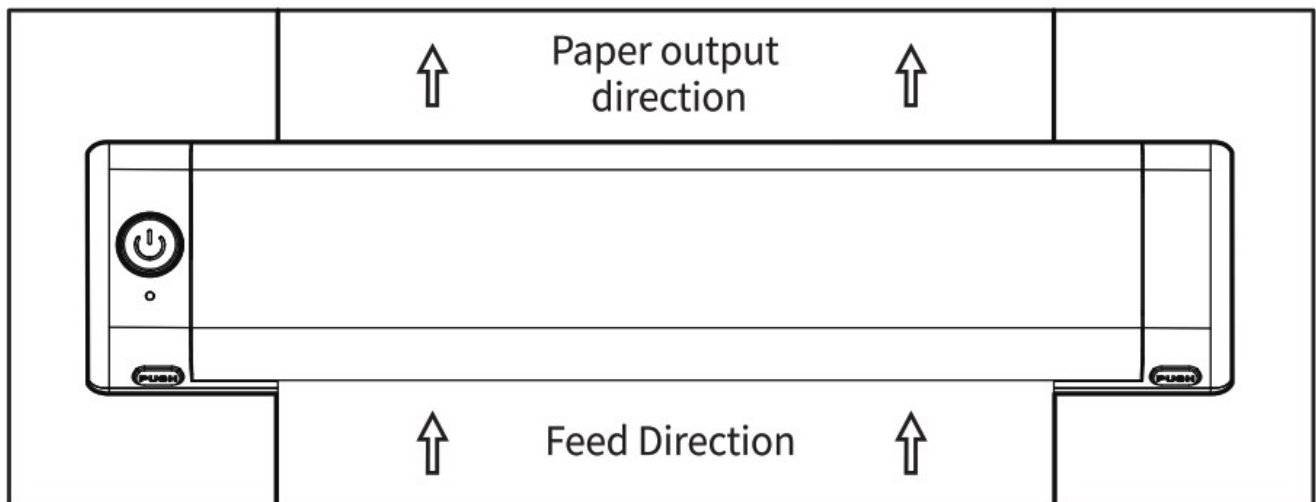 Paper output
direction
PUSH
PUSH
Feed Direction